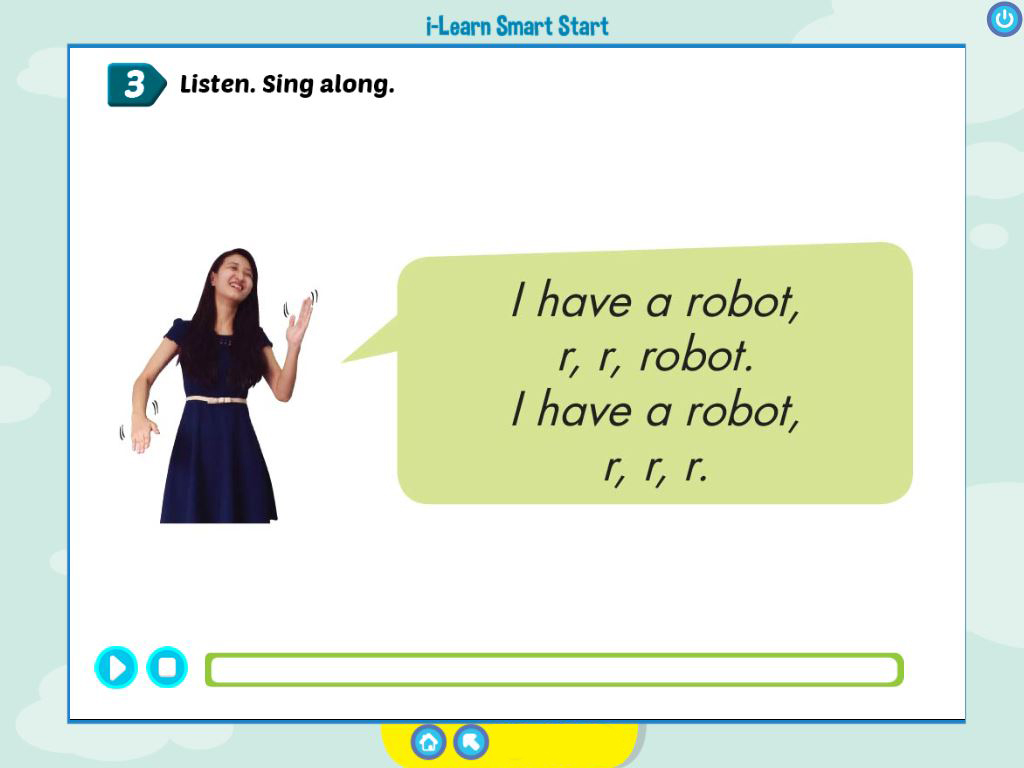 i-Learn Smart Start
3 Listen. Sing along.
I have a robot,
r, r, robot.
I have a robot,
r, r, r.